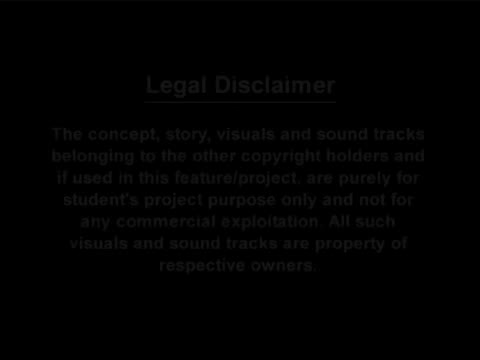 Legal Disclaimer
The concept, story, visuals and sound tracks
belonging to the other copyright holders and
if used in this feature/project, are purely for
student's project purpose only and not for
any commercial exploitation. All such
visuals and sound tracks are property of
respective owners.